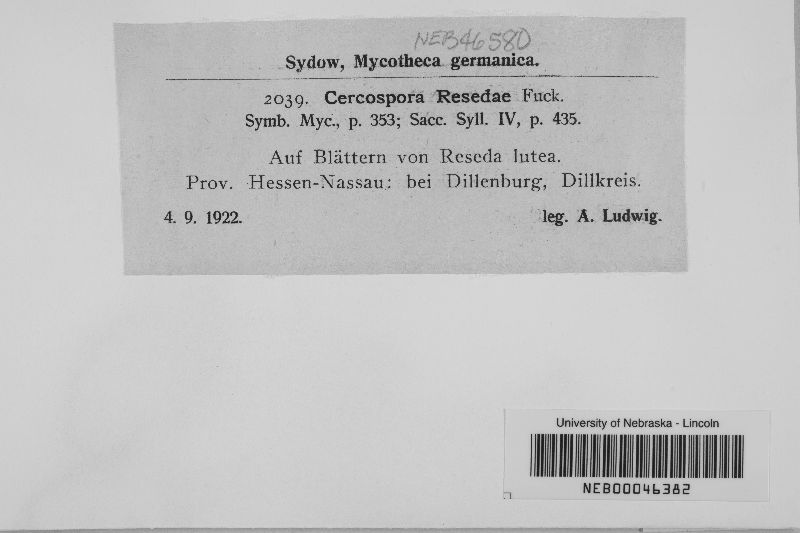 NEB46580
Sydow, Mycotheca germanica.
2039. Cercospora Resedae Fuck.
Symb. Myc., p. 353; Sacc. Syll. IV, p. 435.
Auf Blättern von Reseda lutea.
Prov. Hessen-Nassau: bei Dillenburg, Dillkreis.
4. 9. 1922. leg. A. Ludwig.
University of Nebraska - Lincoln
NEB00046382